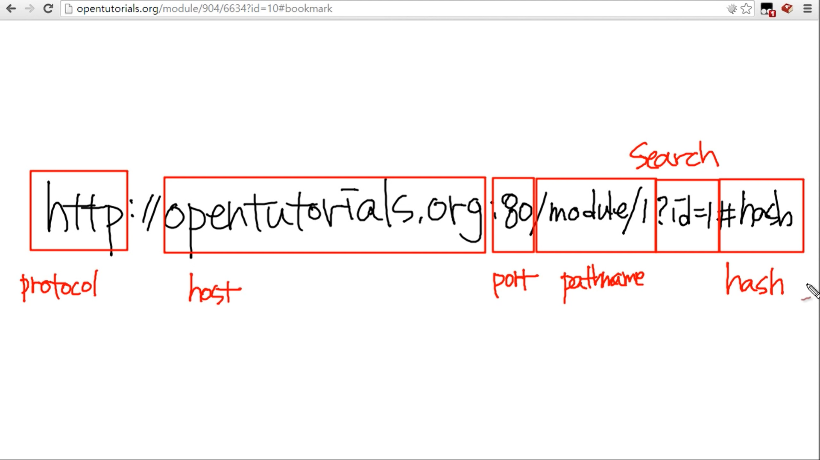 opentutorials.org/module/904/6634?id=10#bookmark
search
http://opentutorials.org:80/module/1?id=1#hash
protocol host port pathname hash